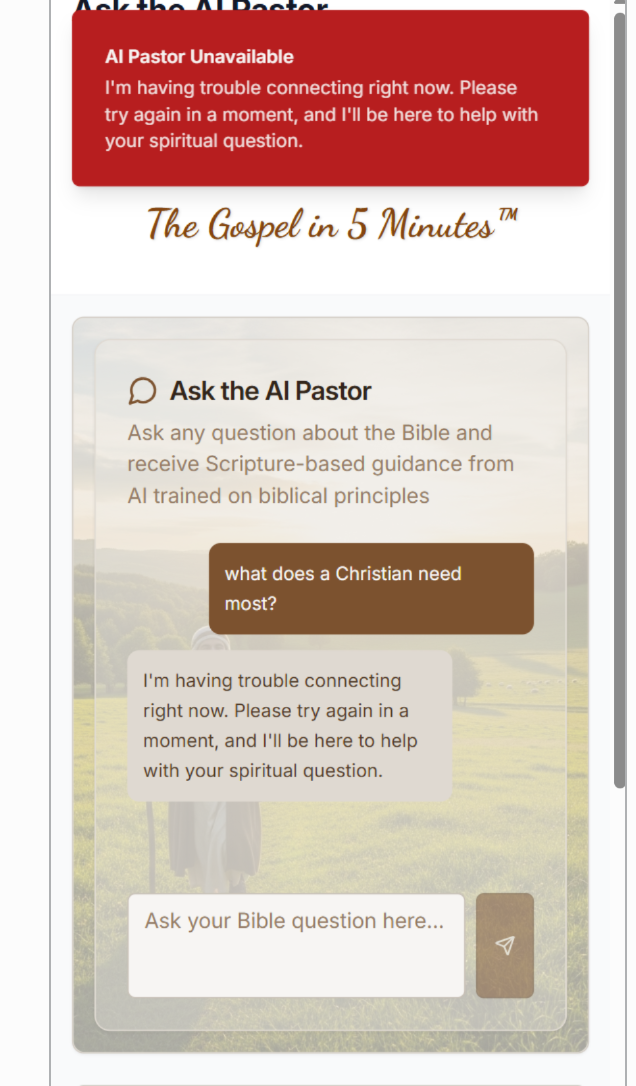 Ask the AI Pastor
AI Pastor Unavailable
I'm having trouble connecting right now. Please
try again in a moment, and I'll be here to help with
your spiritual question.
The Gospel in 5 Minutes™
Ask the AI Pastor
Ask any question about the Bible and
receive Scripture-based guidance from
AI trained on biblical principles
what does a Christian need
most?
I'm having trouble connecting
right now. Please try again in a
moment, and I'll be here to help
with your spiritual question.
Ask your Bible question here...